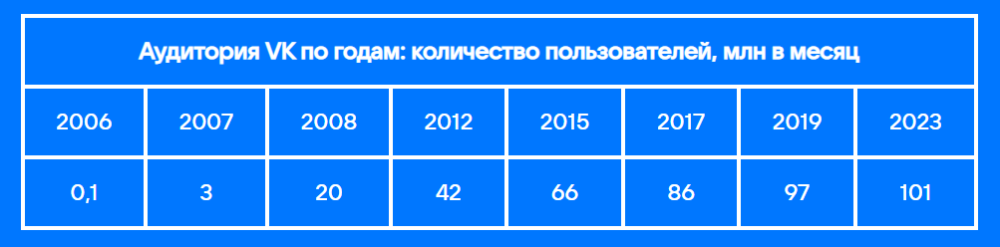 Аудитория VK по годам: количество пользователей, млн в месяц
2006 2007 2008 2012 2015 2017 2019 2023
0,1 3 20 42 66 86 97 101